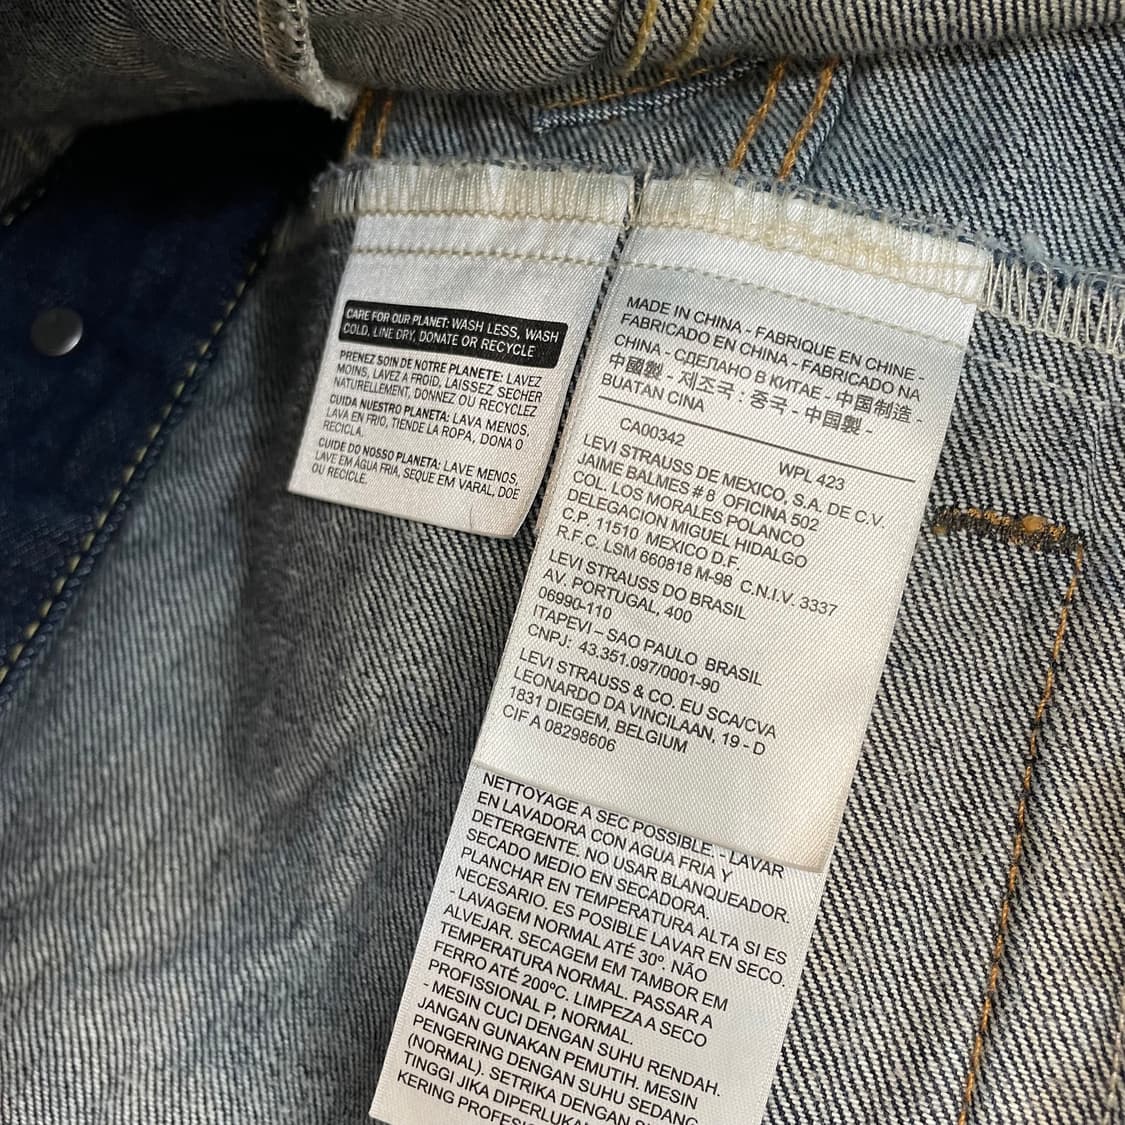 CARE FOR OUR PLANET: WASH LESS, WASH
COLD, LINE DRY, DONATE OR RECYCLE
PRENEZ SOIN DE NOTRE PLANETE: LAVEZ
MOINS, LAVEZ A FROID, LAISSEZ SECHER
NATURELLEMENT, DONNEZ OU RECYCLEZ
CUIDA NUESTRO PLANETA: LAVA MENOS,
LAVA EN FRIO, TIENDE LA ROPA, DONA O
RECICLA.
CUIDE DO NOSSO PLANETA: LAVE MENOS,
LAVE EM ÁGUA FRIA, SEQUE EM VARAL, DOE
OU RECICLE.
MADE IN CHINA - FABRIQUE EN CHINE -
FABRICADO EN CHINA - FABRICADO NA
CHINA - СДЕЛАНО В КИТАЕ - 中国制造 -
中國製 - 제조국 : 중국 - 中国製 -
BUATAN CINA
CA00342 WPL 423
LEVI STRAUSS DE MEXICO, S.A. DE C.V.
JAIME BALMES # 8 OFICINA 502
COL. LOS MORALES POLANCO
DELEGACION MIGUEL HIDALGO
C.P. 11510 MEXICO D.F.
R.F.C. LSM 660818 M-98 C.N.I.V. 3337
LEVI STRAUSS DO BRASIL
AV. PORTUGAL, 400
06990-110
ITAPEVI – SAO PAULO BRASIL
CNPJ: 43.351.097/0001-90
LEVI STRAUSS & CO. EU SCA/CVA
LEONARDO DA VINCILAAN, 19 - D
1831 DIEGEM, BELGIUM
CIF A 08298606
NETTOYAGE A SEC POSSIBLE. - LAVAR
EN LAVADORA CON AGUA FRIA Y
DETERGENTE. NO USAR BLANQUEADOR.
SECADO MEDIO EN SECADORA.
PLANCHAR EN TEMPERATURA ALTA SI ES
NECESARIO. ES POSIBLE LAVAR EN SECO.
- LAVAGEM NORMAL ATÉ 30º. NÃO
ALVEJAR. SECAGEM EM TAMBOR EM
TEMPERATURA NORMAL. PASSAR A
FERRO ATÉ 200ºC. LIMPEZA A SECO
PROFISSIONAL P, NORMAL.
- MESIN CUCI DENGAN SUHU RENDAH.
JANGAN GUNAKAN PEMUTIH. MESIN
PENGERING DENGAN SUHU SEDANG
(NORMAL). SETRIKA DENGAN
TINGGI JIKA
KERING